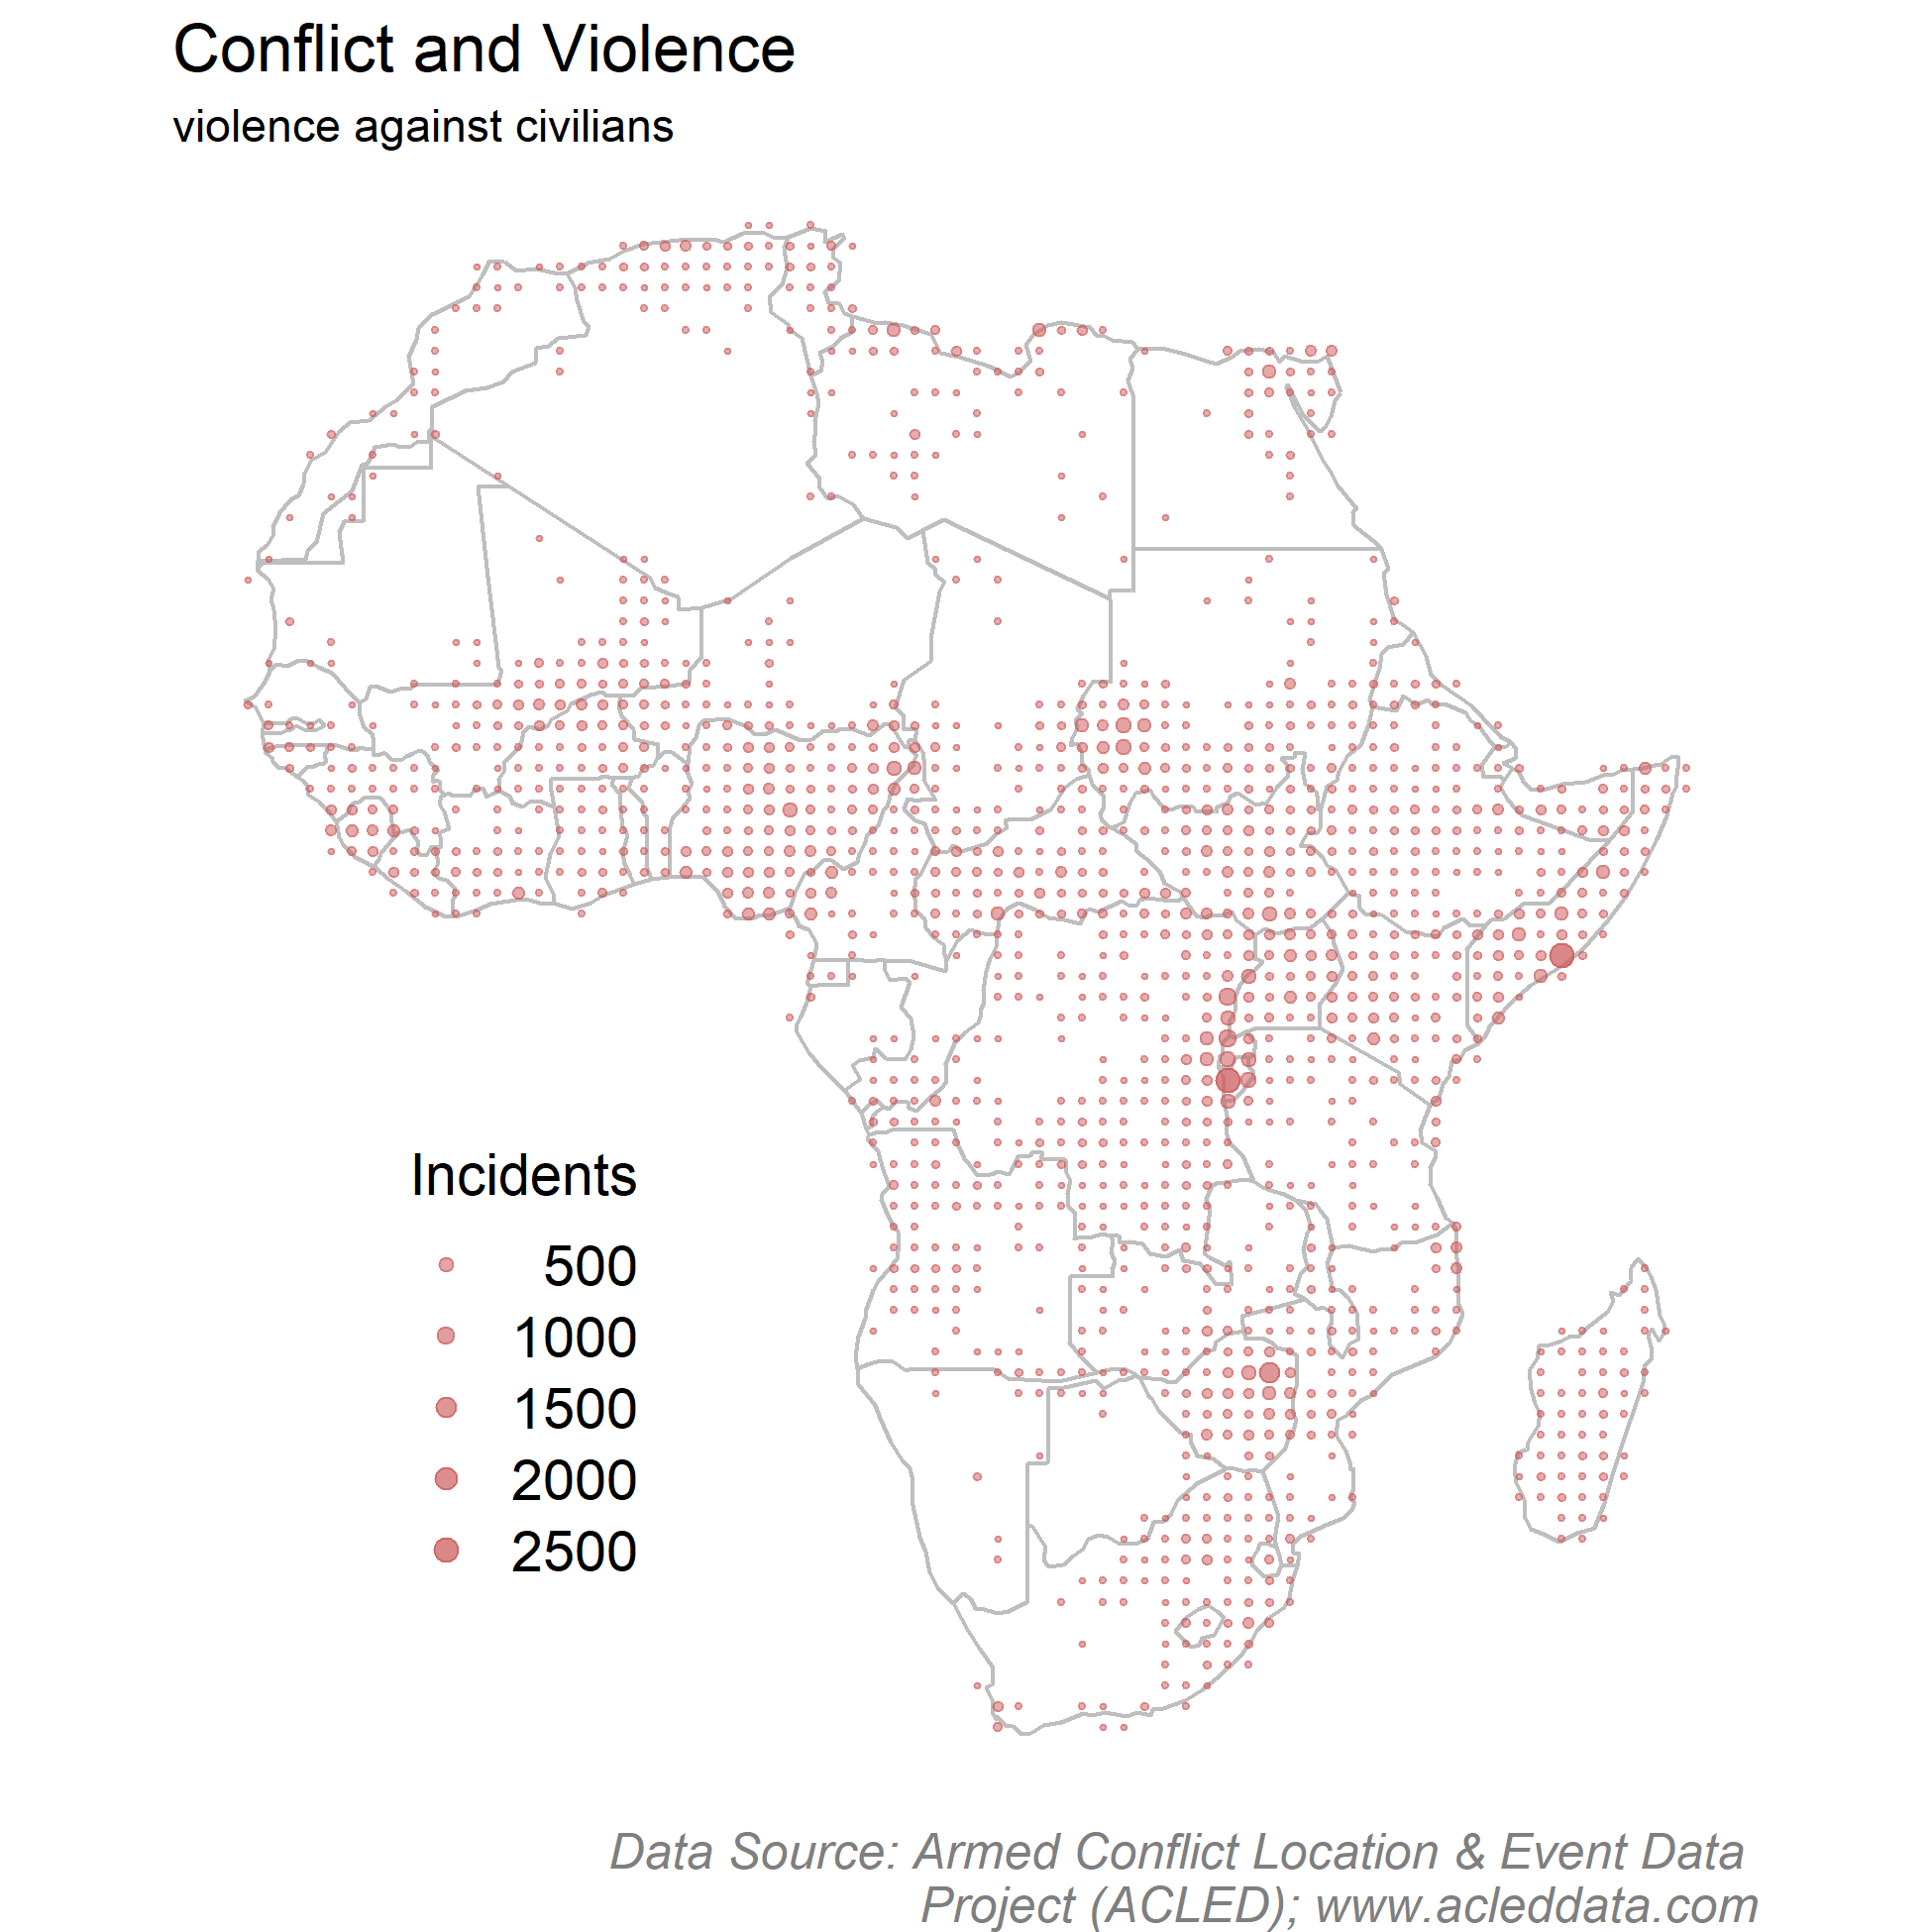 Conflict and Violence
violence against civilians
Incidents
500
1000
1500
2000
2500
Data Source: Armed Conflict Location & Event Data
Project (ACLED); www.acleddata.com